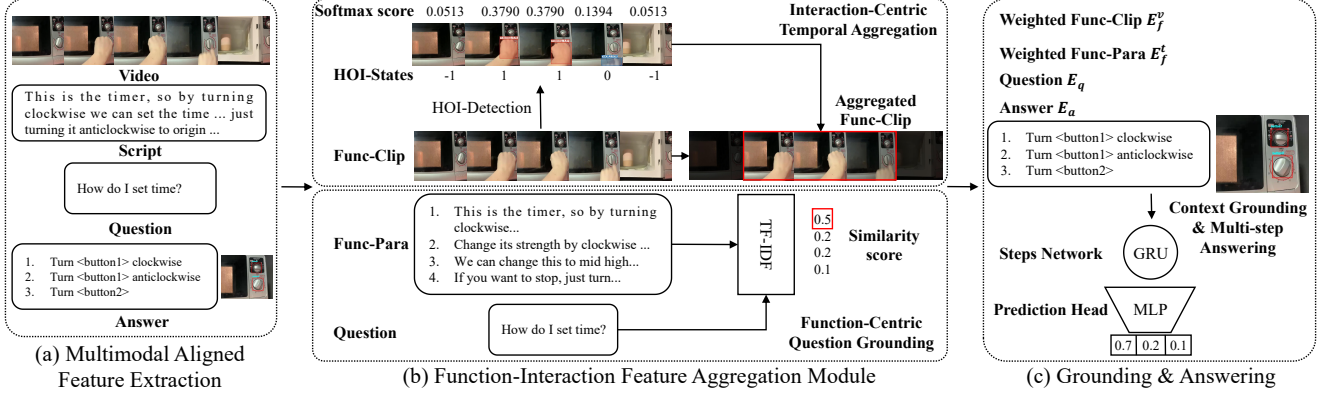 Video
This is the timer, so by turning
clockwise we can set the time ... just
turning it anticlockwise to origin ...
Script
How do I set time?
Question
1. Turn <button1> clockwise
2. Turn <button1> anticlockwise
3. Turn <button2>
Answer
(a) Multimodal Aligned
Feature Extraction
Softmax score 0.0513 0.3790 0.3790 0.1394 0.0513
Interaction-Centric
Temporal Aggregation
HOI-States -1 1 1 0 -1
HOI-Detection
Aggregated
Func-Clip
Func-Clip
Func-Para
1. This is the timer, so by turning
clockwise...
2. Change its strength by clockwise ...
3. We can change this to mid high...
4. If you want to stop, just turn...
TF-IDF
0.5
0.2
0.2
0.1
Similarity
score
Question
How do I set time?
Function-Centric
Question Grounding
(b) Function-Interaction Feature Aggregation Module
Weighted Func-Clip E_f^v
Weighted Func-Para E_f^t
Question E_q
Answer E_a
1. Turn <button1> clockwise
2. Turn <button1> anticlockwise
3. Turn <button2>
Context Grounding
& Multi-step
Answering
Steps Network
GRU
Prediction Head
MLP
0.7 0.2 0.1
(c) Grounding & Answering